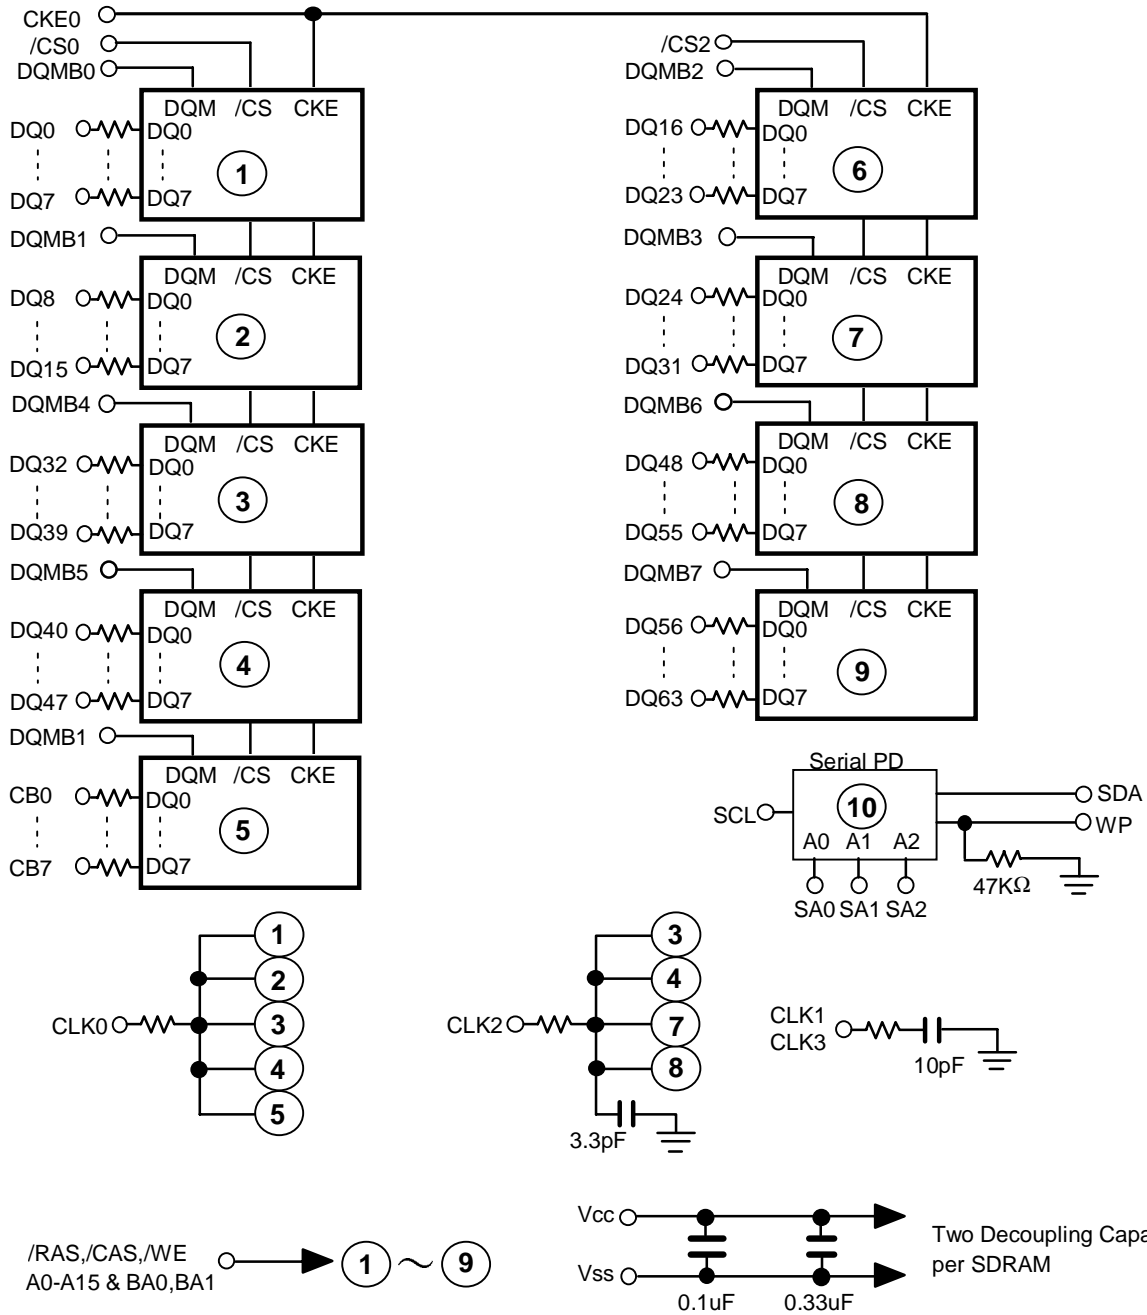 CKE0
/CS0
DQMB0
DQM /CS CKE
DQ0 DQ0
1
DQ7 DQ7
DQMB1
DQM /CS CKE
DQ8 DQ0
2
DQ15 DQ7
DQMB4
DQM /CS CKE
DQ32 DQ0
3
DQ39 DQ7
DQMB5
DQM /CS CKE
DQ40 DQ0
4
DQ47 DQ7
DQMB1
DQM /CS CKE
CB0 DQ0
5
CB7 DQ7
/CS2
DQMB2
DQM /CS CKE
DQ16 DQ0
6
DQ23 DQ7
DQMB3
DQM /CS CKE
DQ24 DQ0
7
DQ31 DQ7
DQMB6
DQM /CS CKE
DQ48 DQ0
8
DQ55 DQ7
DQMB7
DQM /CS CKE
DQ56 DQ0
9
DQ63 DQ7
Serial PD
10
SCL
SDA
WP
A0 A1 A2
47KΩ
SA0 SA1 SA2
CLK0
1
2
3
4
5
CLK2
3
4
7
8
3.3pF
CLK1
CLK3
10pF
/RAS,/CAS,/WE
A0-A15 & BA0,BA1
1 ~ 9
Vcc
Vss
0.1uF 0.33uF
Two Decoupling Capa
per SDRAM